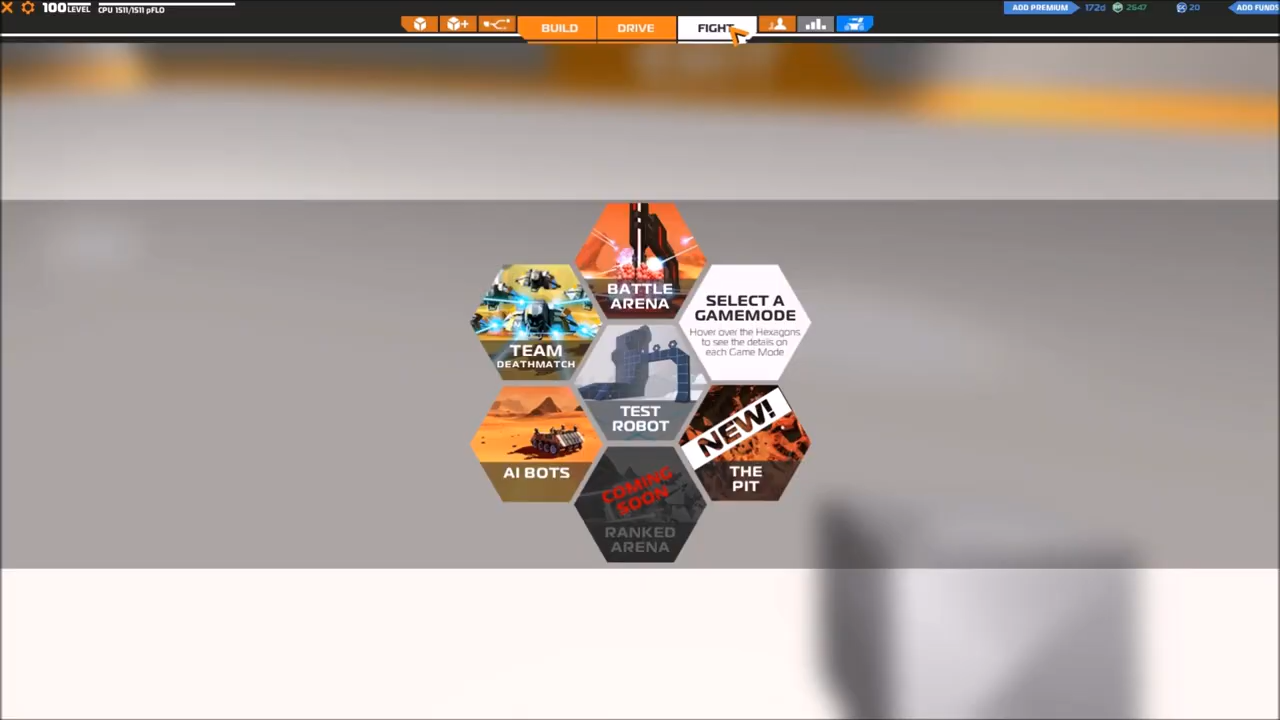 100 LEVEL CPU 1511/1511 pFLO
BUILD DRIVE FIGHT
ADD PREMIUM 172d 2647 20 ADD FUNDS
BATTLE
ARENA
TEAM
DEATHMATCH
SELECT A
GAMEMODE
Hover over the Hexagons
to see the details on
each Game Mode
TEST
ROBOT
AI BOTS
NEW!
THE
PIT
COMING
SOON
RANKED
ARENA